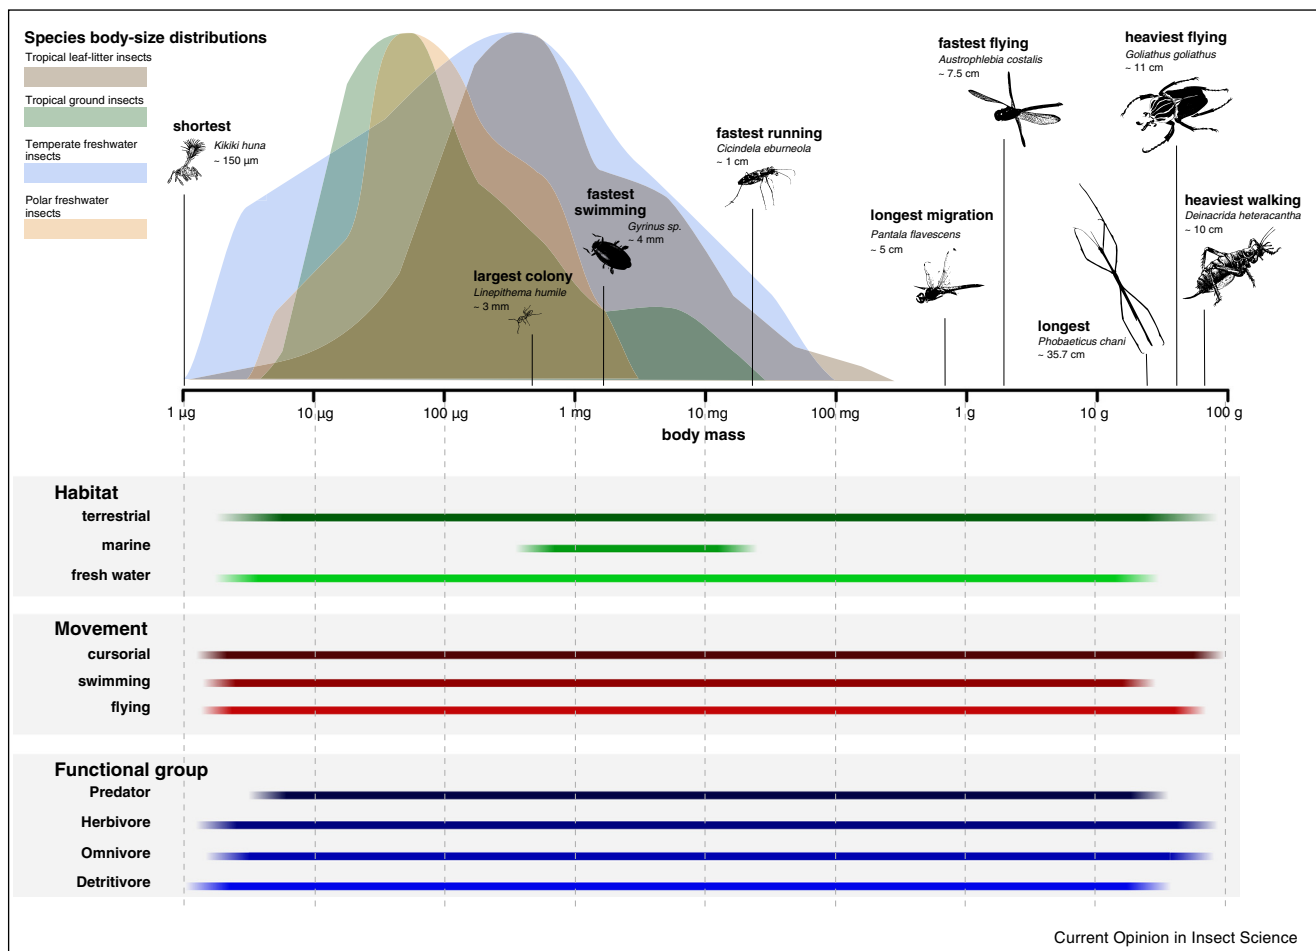 Species body-size distributions
Tropical leaf-litter insects
Tropical ground insects
Temperate freshwater
insects
Polar freshwater
insects
shortest
Kikiki huna
~ 150 µm
largest colony
Linepithema humile
~ 3 mm
fastest
swimming
Gyrinus sp.
~ 4 mm
fastest running
Cicindela eburneola
~ 1 cm
longest migration
Pantala flavescens
~ 5 cm
fastest flying
Austrophlebia costalis
~ 7.5 cm
longest
Phobaeticus chani
~ 35.7 cm
heaviest flying
Goliathus goliathus
~ 11 cm
heaviest walking
Deinacrida heteracantha
~ 10 cm
1 µg
10 µg
100 µg
1 mg
10 mg
100 mg
1 g
10 g
100 g
body mass
Habitat
terrestrial
marine
fresh water
Movement
cursorial
swimming
flying
Functional group
Predator
Herbivore
Omnivore
Detritivore
Current Opinion in Insect Science